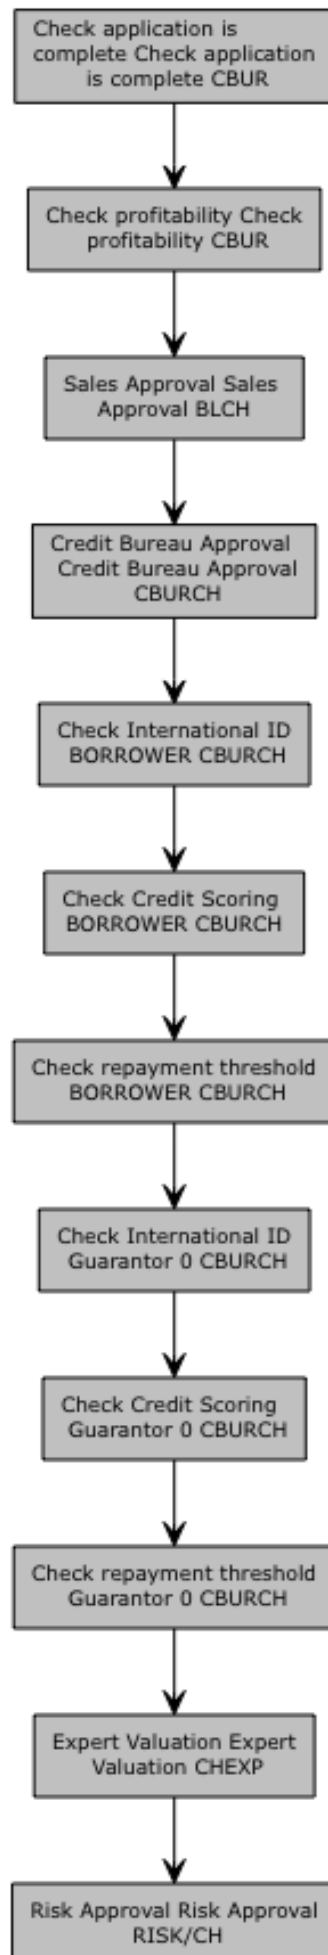 Check application is
complete Check application
is complete CBUR
Check profitability Check
profitability CBUR
Sales Approval Sales
Approval BLCH
Credit Bureau Approval
Credit Bureau Approval
CBURCH
Check International ID
BORROWER CBURCH
Check Credit Scoring
BORROWER CBURCH
Check repayment threshold
BORROWER CBURCH
Check International ID
Guarantor 0 CBURCH
Check Credit Scoring
Guarantor 0 CBURCH
Check repayment threshold
Guarantor 0 CBURCH
Expert Valuation Expert
Valuation CHEXP
Risk Approval Risk Approval
RISK/CH